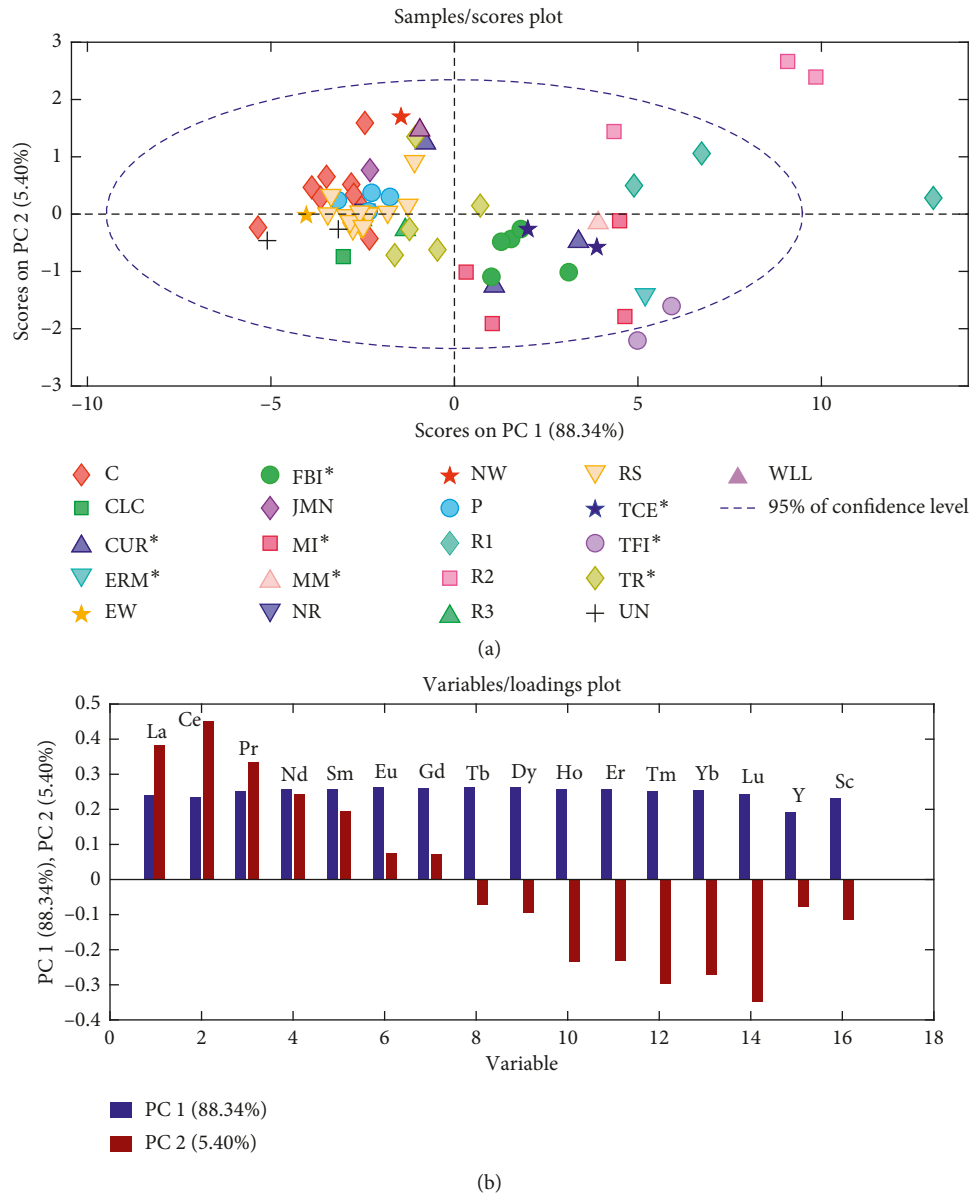 Samples/scores plot
3
2
1
0
–1
–2
–3
Scores on PC 2 (5.40%)
–10
–5
0
5
10
Scores on PC 1 (88.34%)
C
FBI*
NW
RS
WLL
CLC
JMN
P
TCE*
95% of confidence level
CUR*
MI*
R1
TFI*
ERM*
MM*
R2
TR*
EW
NR
R3
UN
(a)
Variables/loadings plot
0.5
0.4
0.3
0.2
0.1
0
–0.1
–0.2
–0.3
–0.4
PC 1 (88.34%), PC 2 (5.40%)
La
Ce
Pr
Nd
Sm
Eu
Gd
Tb
Dy
Ho
Er
Tm
Yb
Lu
Y
Sc
0
2
4
6
8
10
12
14
16
18
Variable
PC 1 (88.34%)
PC 2 (5.40%)
(b)